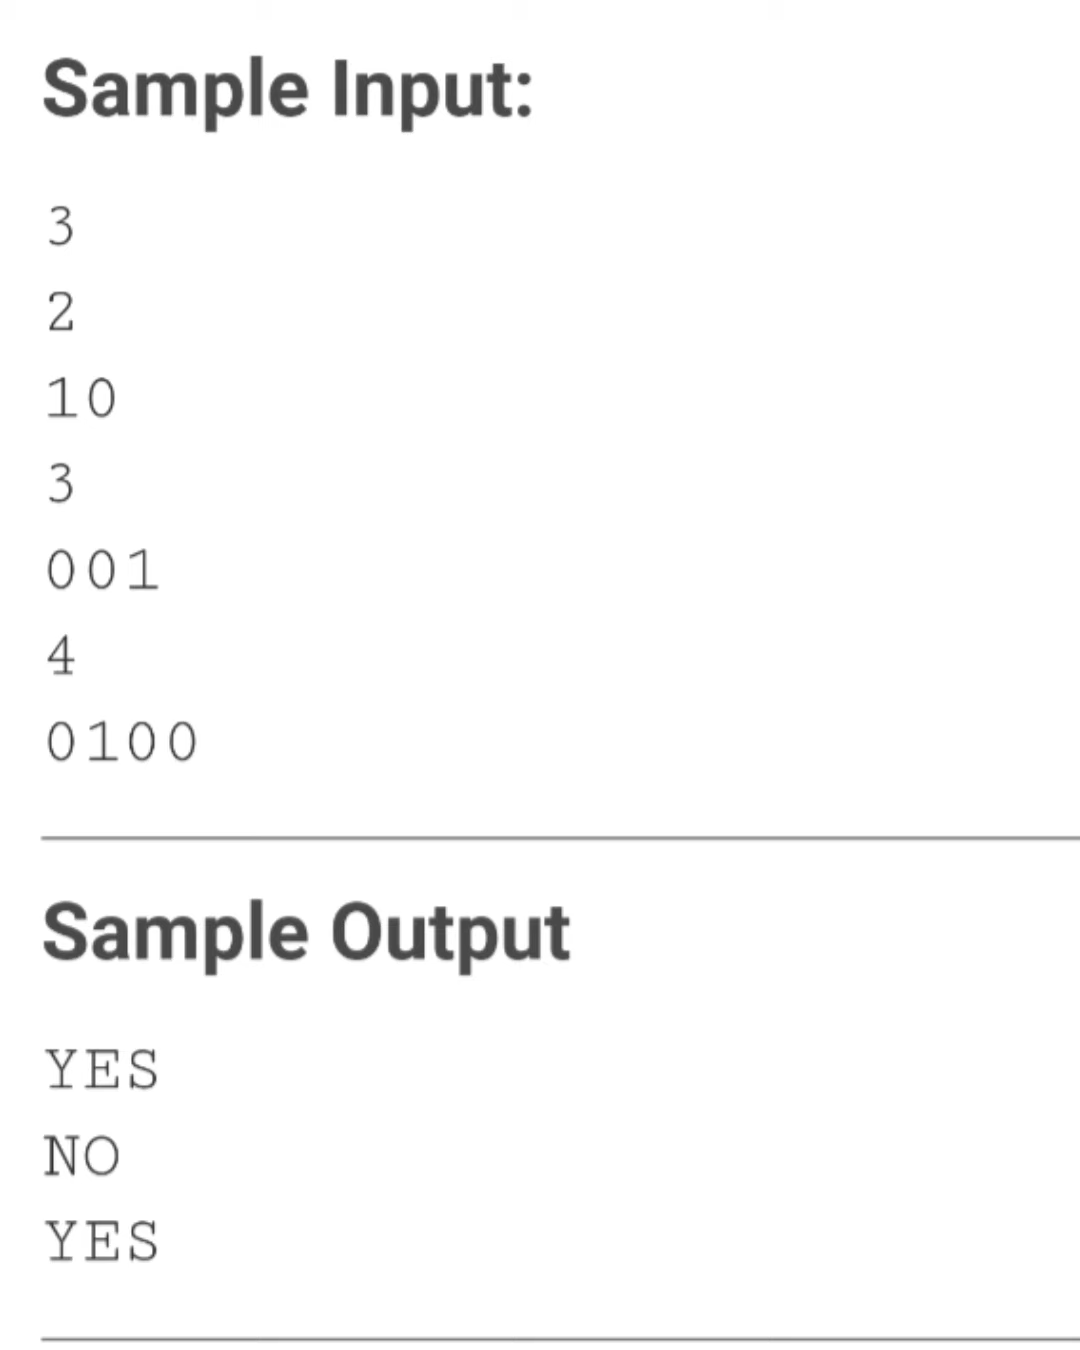 Sample Input:
3
2
10
3
001
4
0100
Sample Output
YES
NO
YES